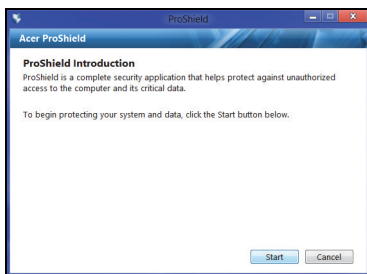 ProShield
Acer ProShield
ProShield Introduction
ProShield is a complete security application that helps protect against unauthorized
access to the computer and its critical data.
To begin protecting your system and data, click the Start button below.
Start Cancel